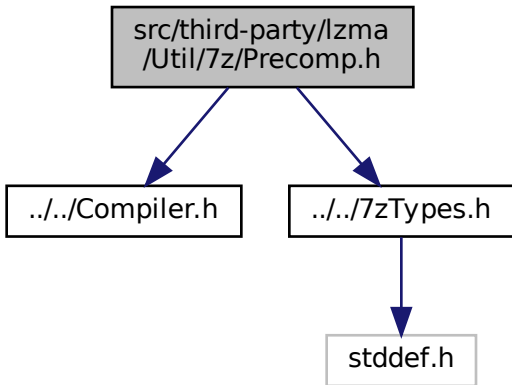 src/third-party/lzma
/Util/7z/Precomp.h
../../Compiler.h
../../7zTypes.h
stddef.h